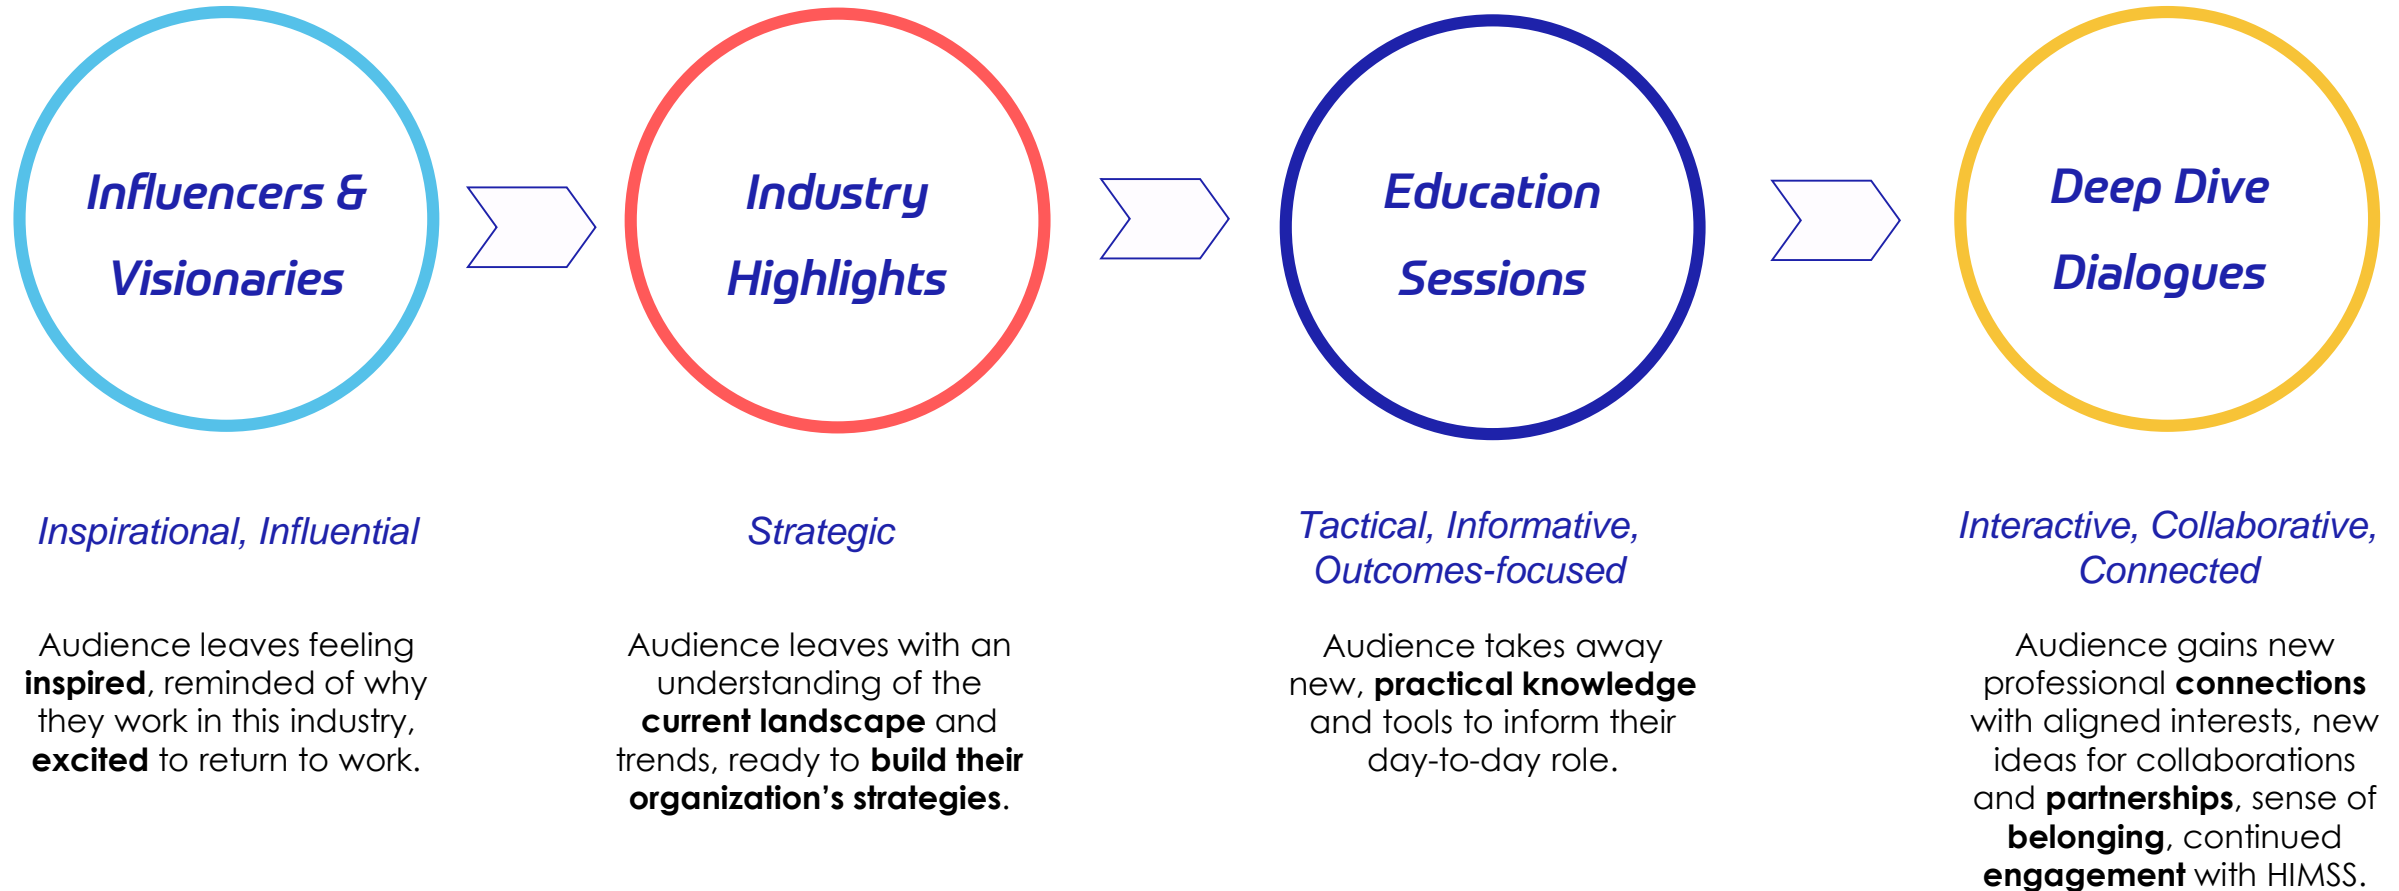 Influencers &
Visionaries
Inspirational, Influential
Audience leaves feeling
inspired, reminded of why
they work in this industry,
excited to return to work.
Industry
Highlights
Strategic
Audience leaves with an
understanding of the
current landscape and
trends, ready to build their
organization’s strategies.
Education
Sessions
Tactical, Informative,
Outcomes-focused
Audience takes away
new, practical knowledge
and tools to inform their
day-to-day role.
Deep Dive
Dialogues
Interactive, Collaborative,
Connected
Audience gains new
professional connections
with aligned interests, new
ideas for collaborations
and partnerships, sense of
belonging, continued
engagement with HIMSS.